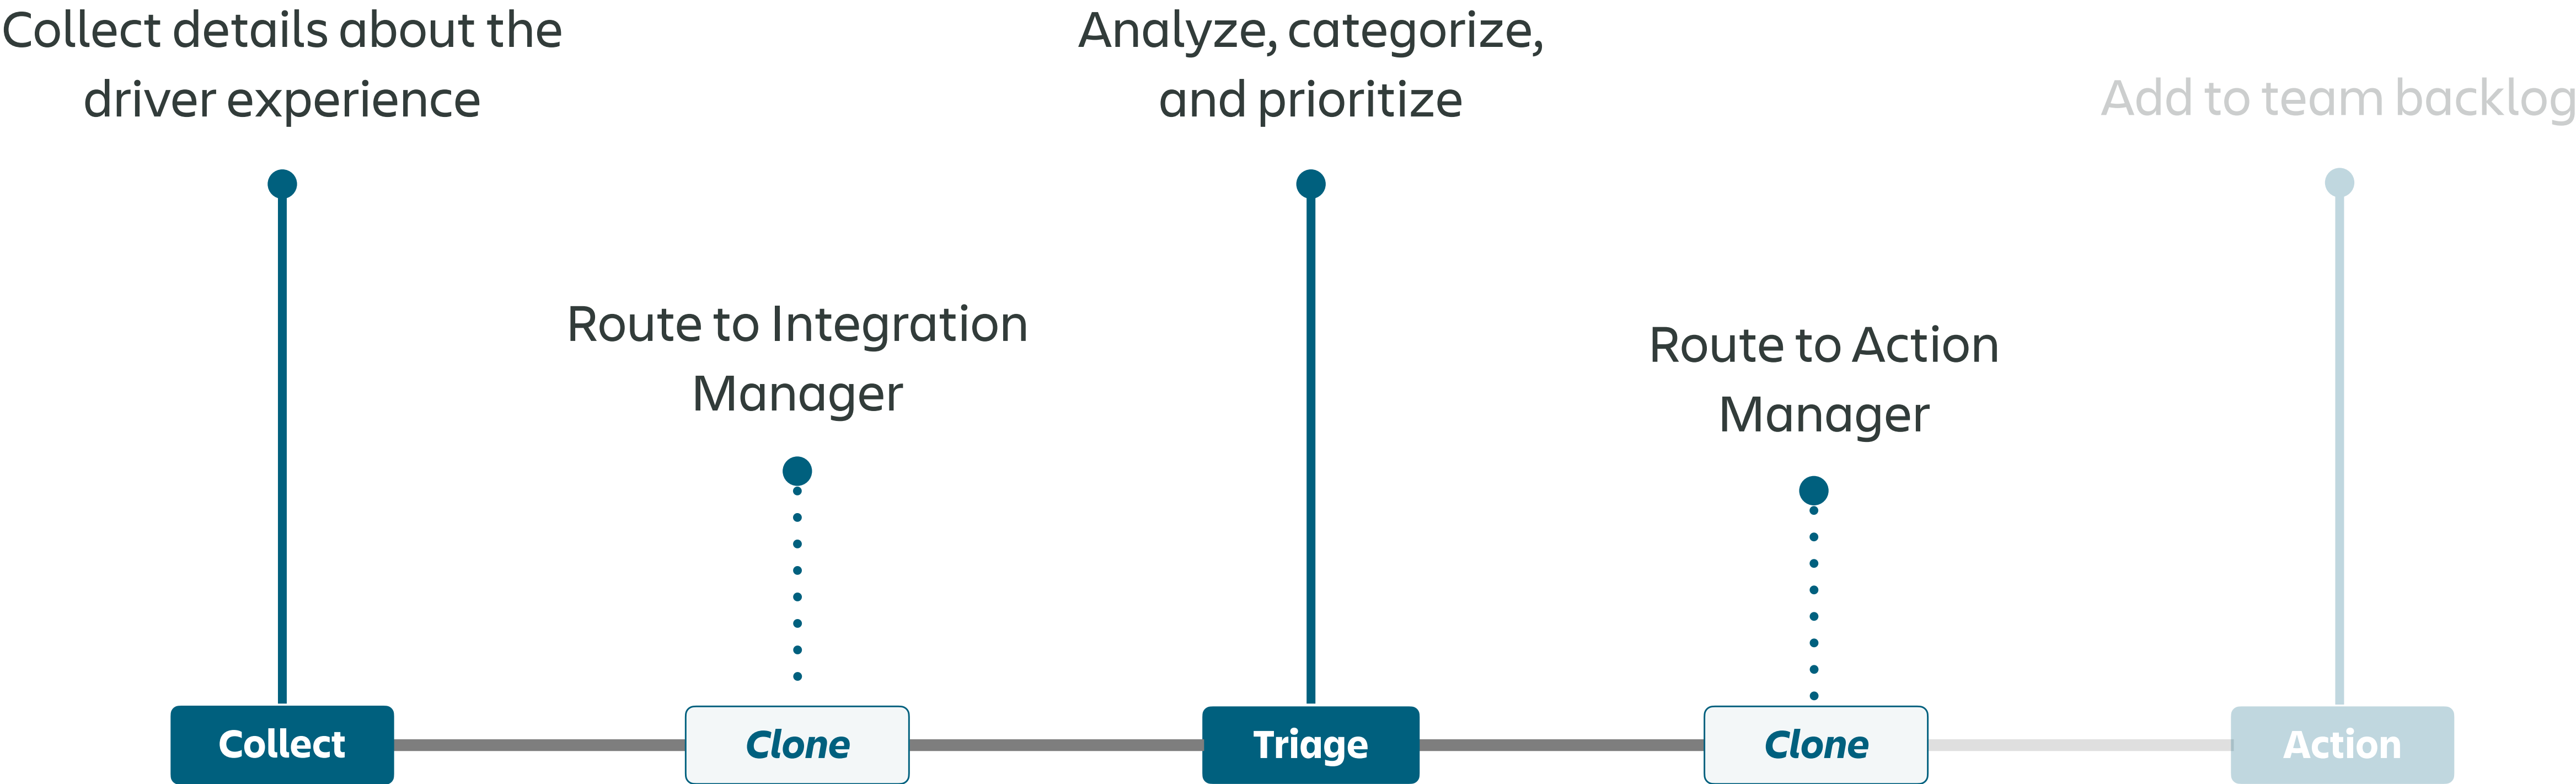 Collect details about the
driver experience
Analyze, categorize,
and prioritize
Add to team backlog
Route to Integration
Manager
Route to Action
Manager
Collect
Clone
Triage
Clone
Action